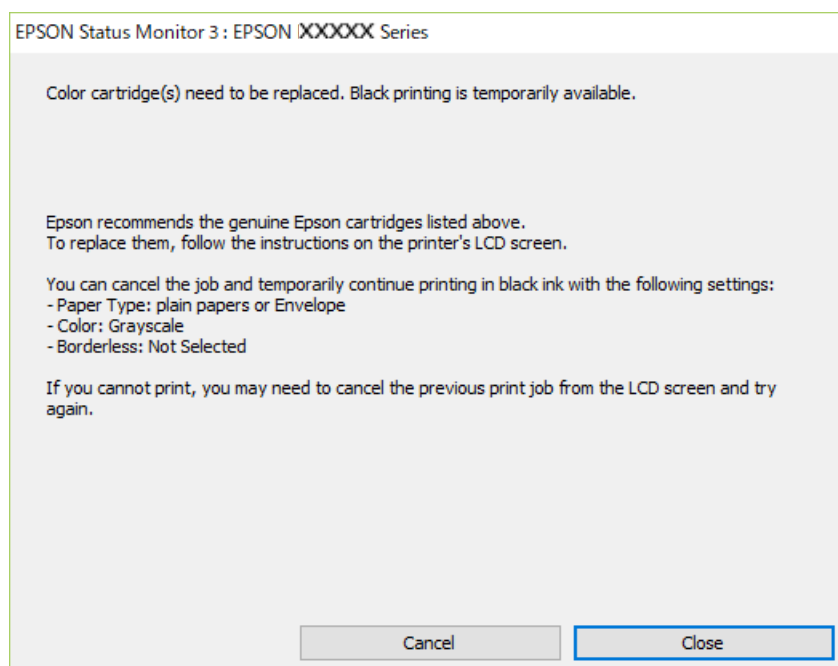 EPSON Status Monitor 3 : EPSON XXXXX Series
Color cartridge(s) need to be replaced. Black printing is temporarily available.
Epson recommends the genuine Epson cartridges listed above.
To replace them, follow the instructions on the printer's LCD screen.
You can cancel the job and temporarily continue printing in black ink with the following settings:
- Paper Type: plain papers or Envelope
- Color: Grayscale
- Borderless: Not Selected
If you cannot print, you may need to cancel the previous print job from the LCD screen and try
again.
Cancel
Close